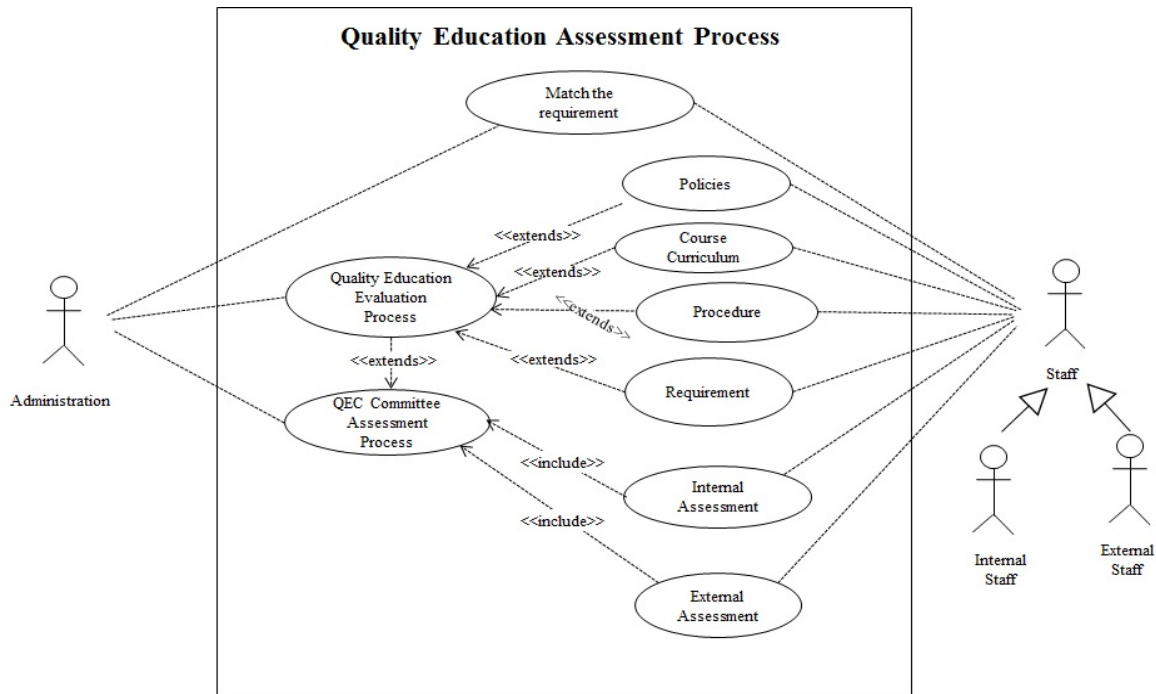 Quality Education Assessment Process
Match the
requirement
Policies
<<extends>>
Course
Curriculum
<<extends>>
Quality Education
Evaluation
Process
<<extends>>
Procedure
<<extends>>
<<extends>>
Requirement
Administration
Staff
QEC Committee
Assessment
Process
<<include>>
Internal
Assessment
<<include>>
Internal
Staff
External
Staff
External
Assessment